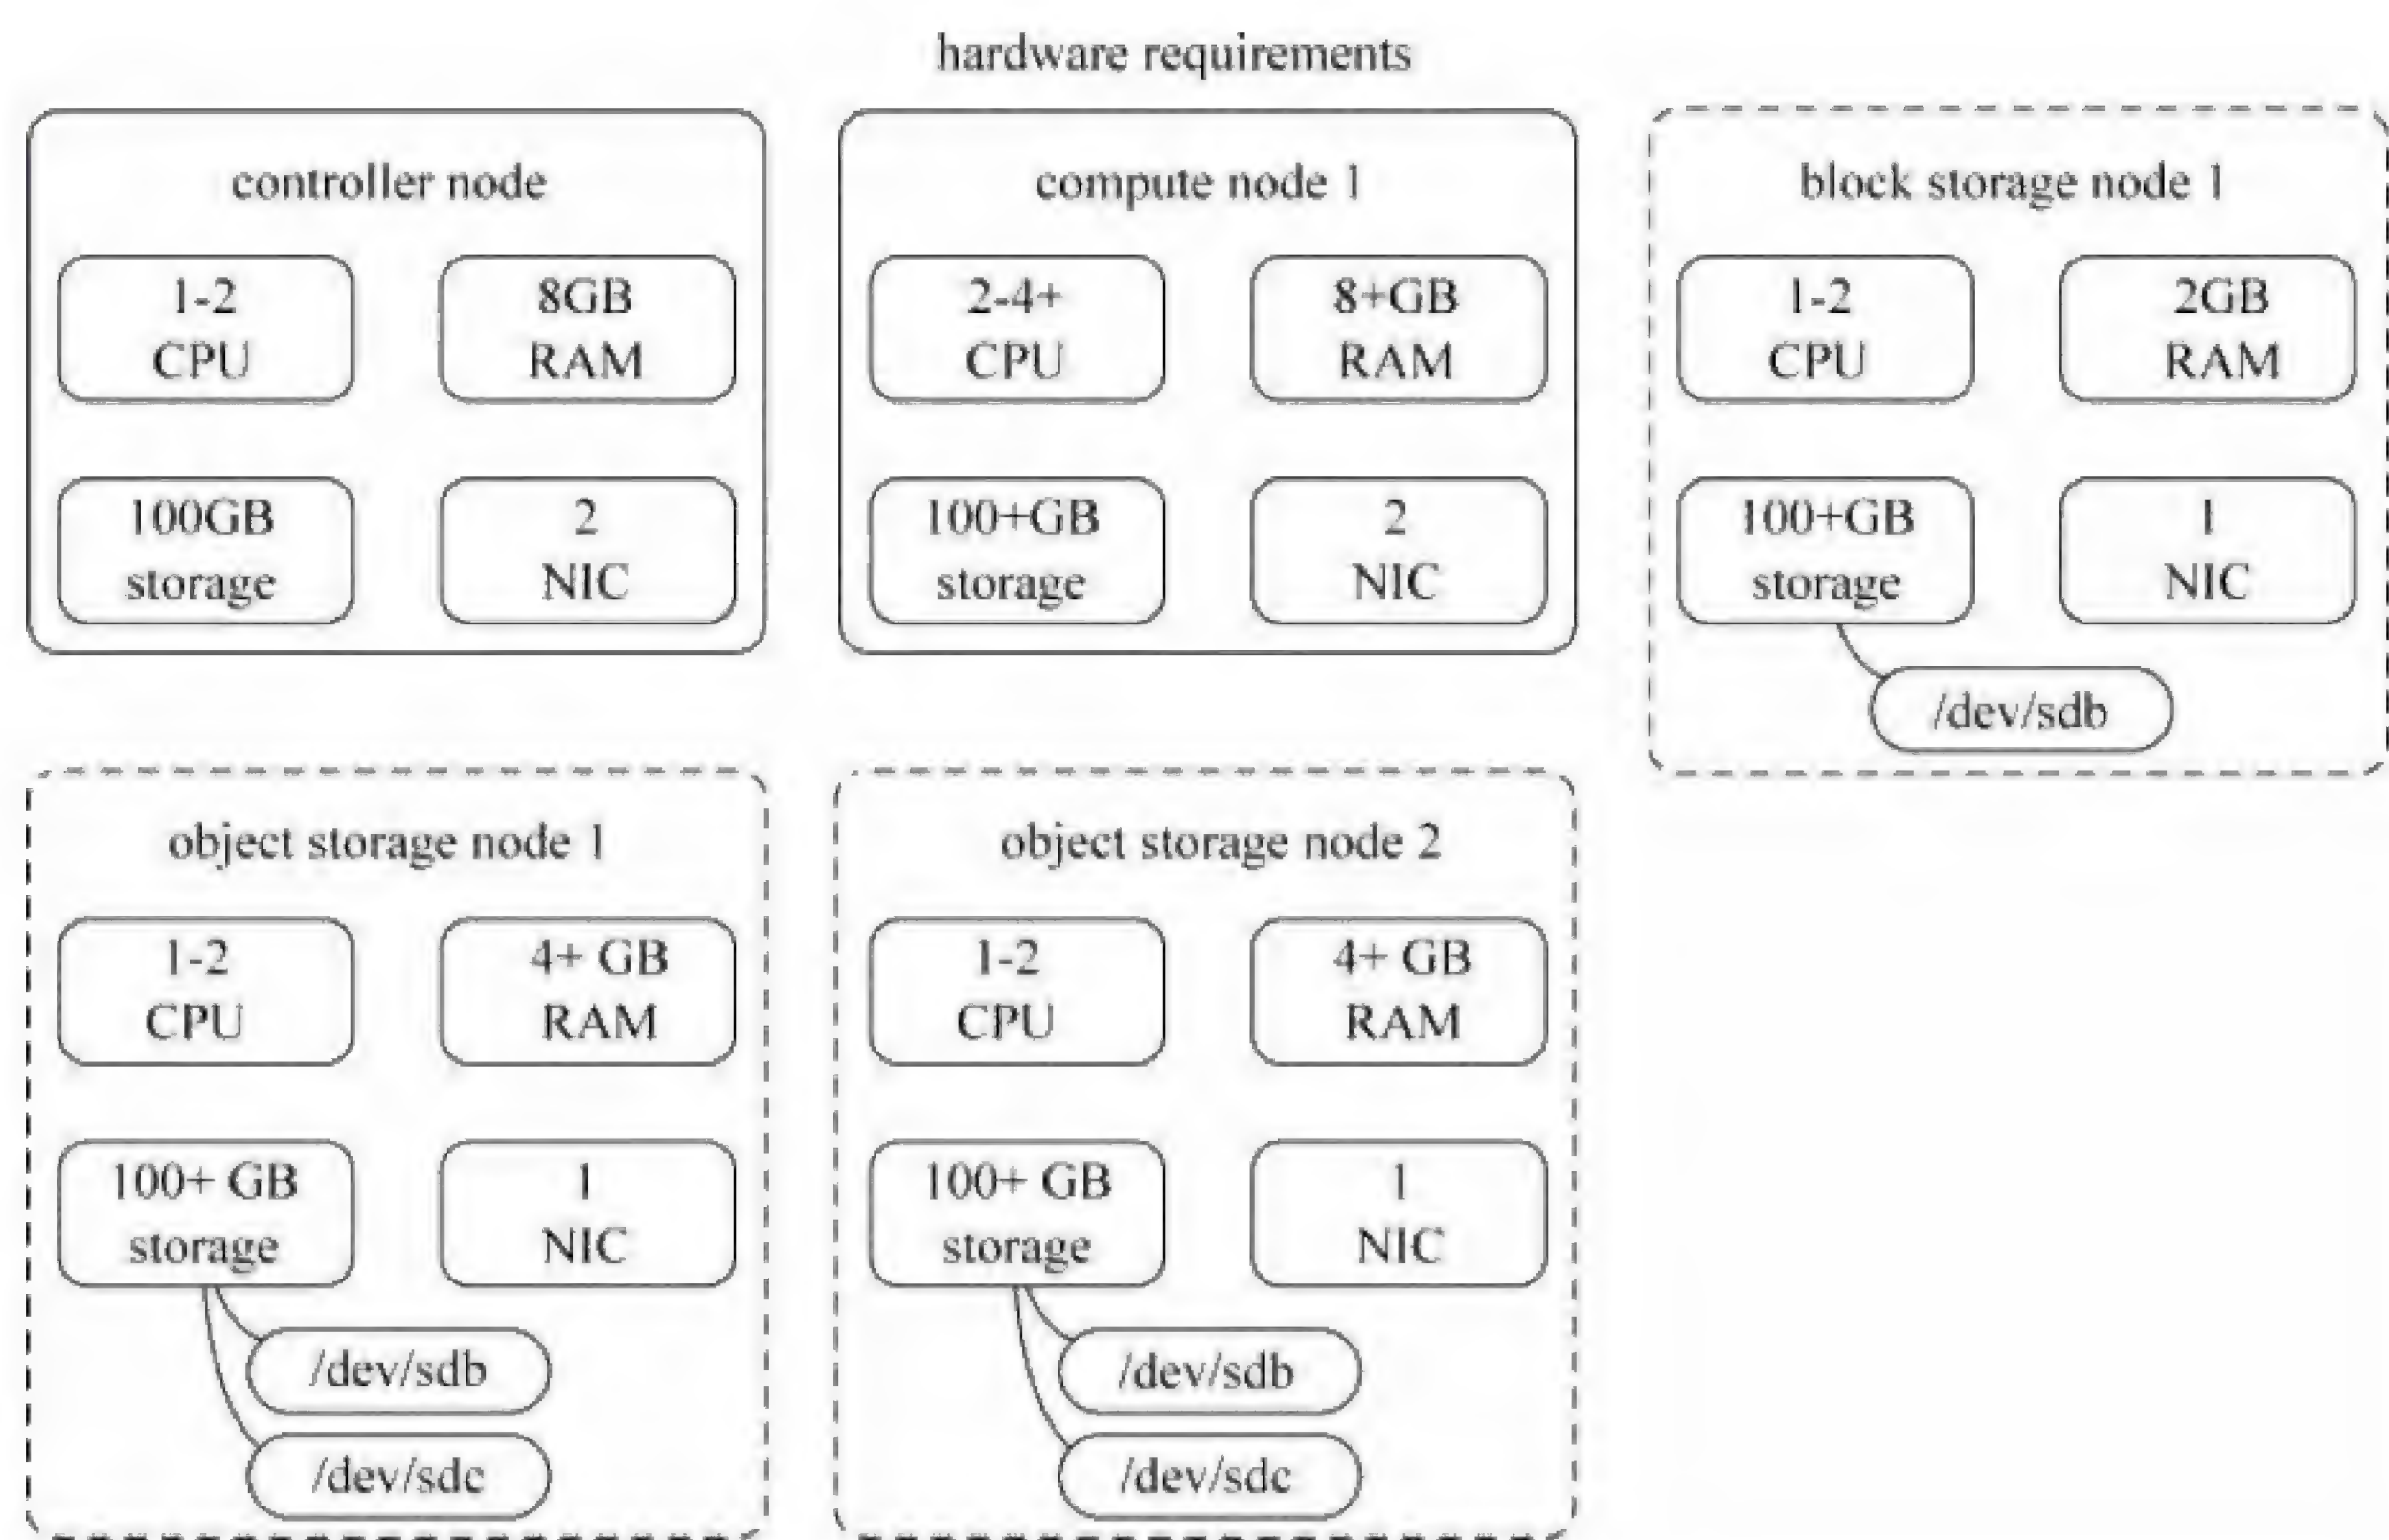 hardware requirements
controller node
1-2
CPU
8GB
RAM
100GB
storage
2
NIC
compute node 1
2-4+
CPU
8+GB
RAM
100+GB
storage
2
NIC
block storage node 1
1-2
CPU
2GB
RAM
100+GB
storage
1
NIC
/dev/sdb
object storage node 1
1-2
CPU
4+ GB
RAM
100+ GB
storage
1
NIC
/dev/sdb
/dev/sdc
object storage node 2
1-2
CPU
4+ GB
RAM
100+ GB
storage
1
NIC
/dev/sdb
/dev/sdc